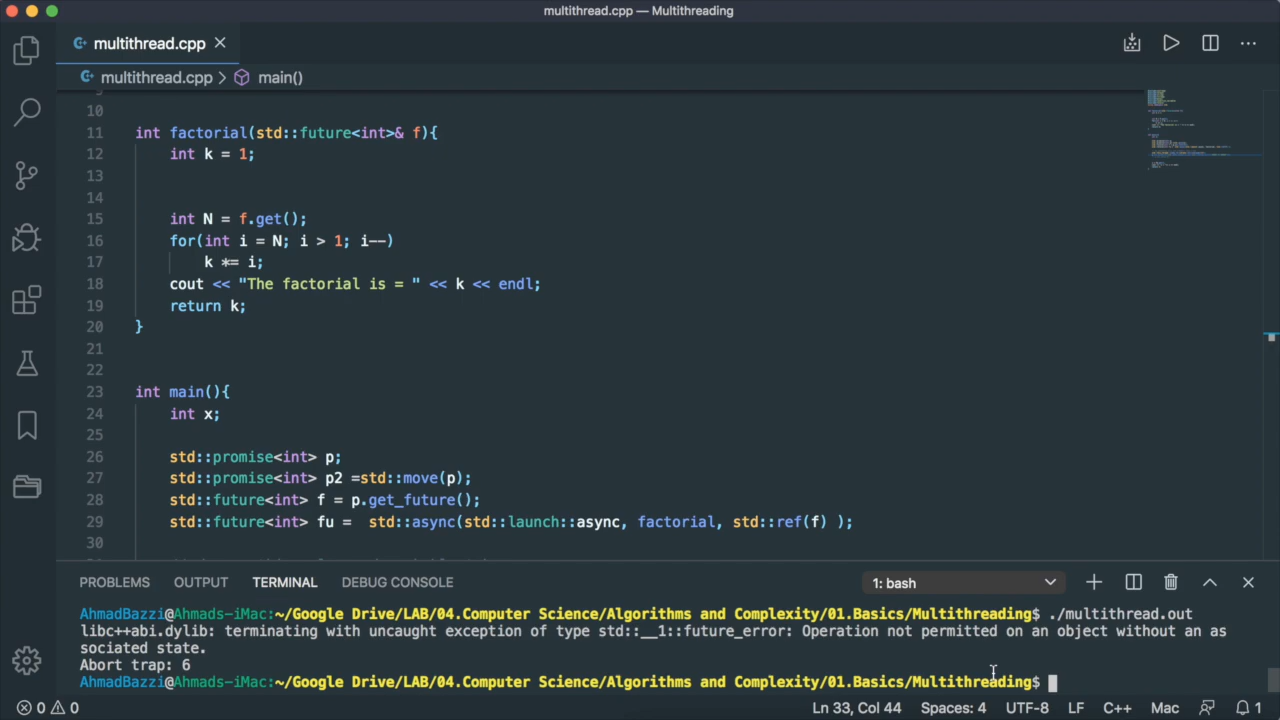 multithread.cpp — Multithreading
multithread.cpp
multithread.cpp > main()
10
11 int factorial(std::future<int>& f){
12 int k = 1;
13
14
15 int N = f.get();
16 for(int i = N; i > 1; i--)
17 k *= i;
18 cout << "The factorial is = " << k << endl;
19 return k;
20 }
21
22
23 int main(){
24 int x;
25
26 std::promise<int> p;
27 std::promise<int> p2 =std::move(p);
28 std::future<int> f = p.get_future();
29 std::future<int> fu =  std::async(std::launch::async, factorial, std::ref(f) );
30
PROBLEMS OUTPUT TERMINAL DEBUG CONSOLE 1: bash
AhmadBazzi@Ahmads-iMac:~/Google Drive/LAB/04.Computer Science/Algorithms and Complexity/01.Basics/Multithreading$ ./multithread.out
libc++abi.dylib: terminating with uncaught exception of type std::__1::future_error: Operation not permitted on an object without an as
sociated state.
Abort trap: 6
AhmadBazzi@Ahmads-iMac:~/Google Drive/LAB/04.Computer Science/Algorithms and Complexity/01.Basics/Multithreading$
0 0 Ln 33, Col 44 Spaces: 4 UTF-8 LF C++ Mac 1